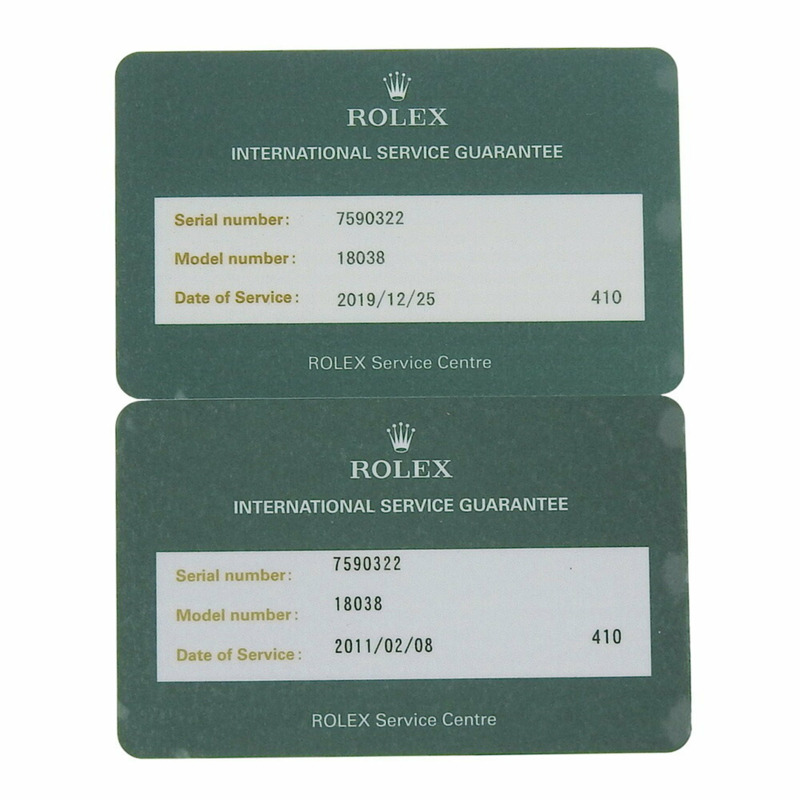 ROLEX
INTERNATIONAL SERVICE GUARANTEE
Serial number: 7590322
Model number: 18038
Date of Service: 2019/12/25 410
ROLEX Service Centre
ROLEX
INTERNATIONAL SERVICE GUARANTEE
Serial number: 7590322
Model number: 18038
Date of Service: 2011/02/08 410
ROLEX Service Centre